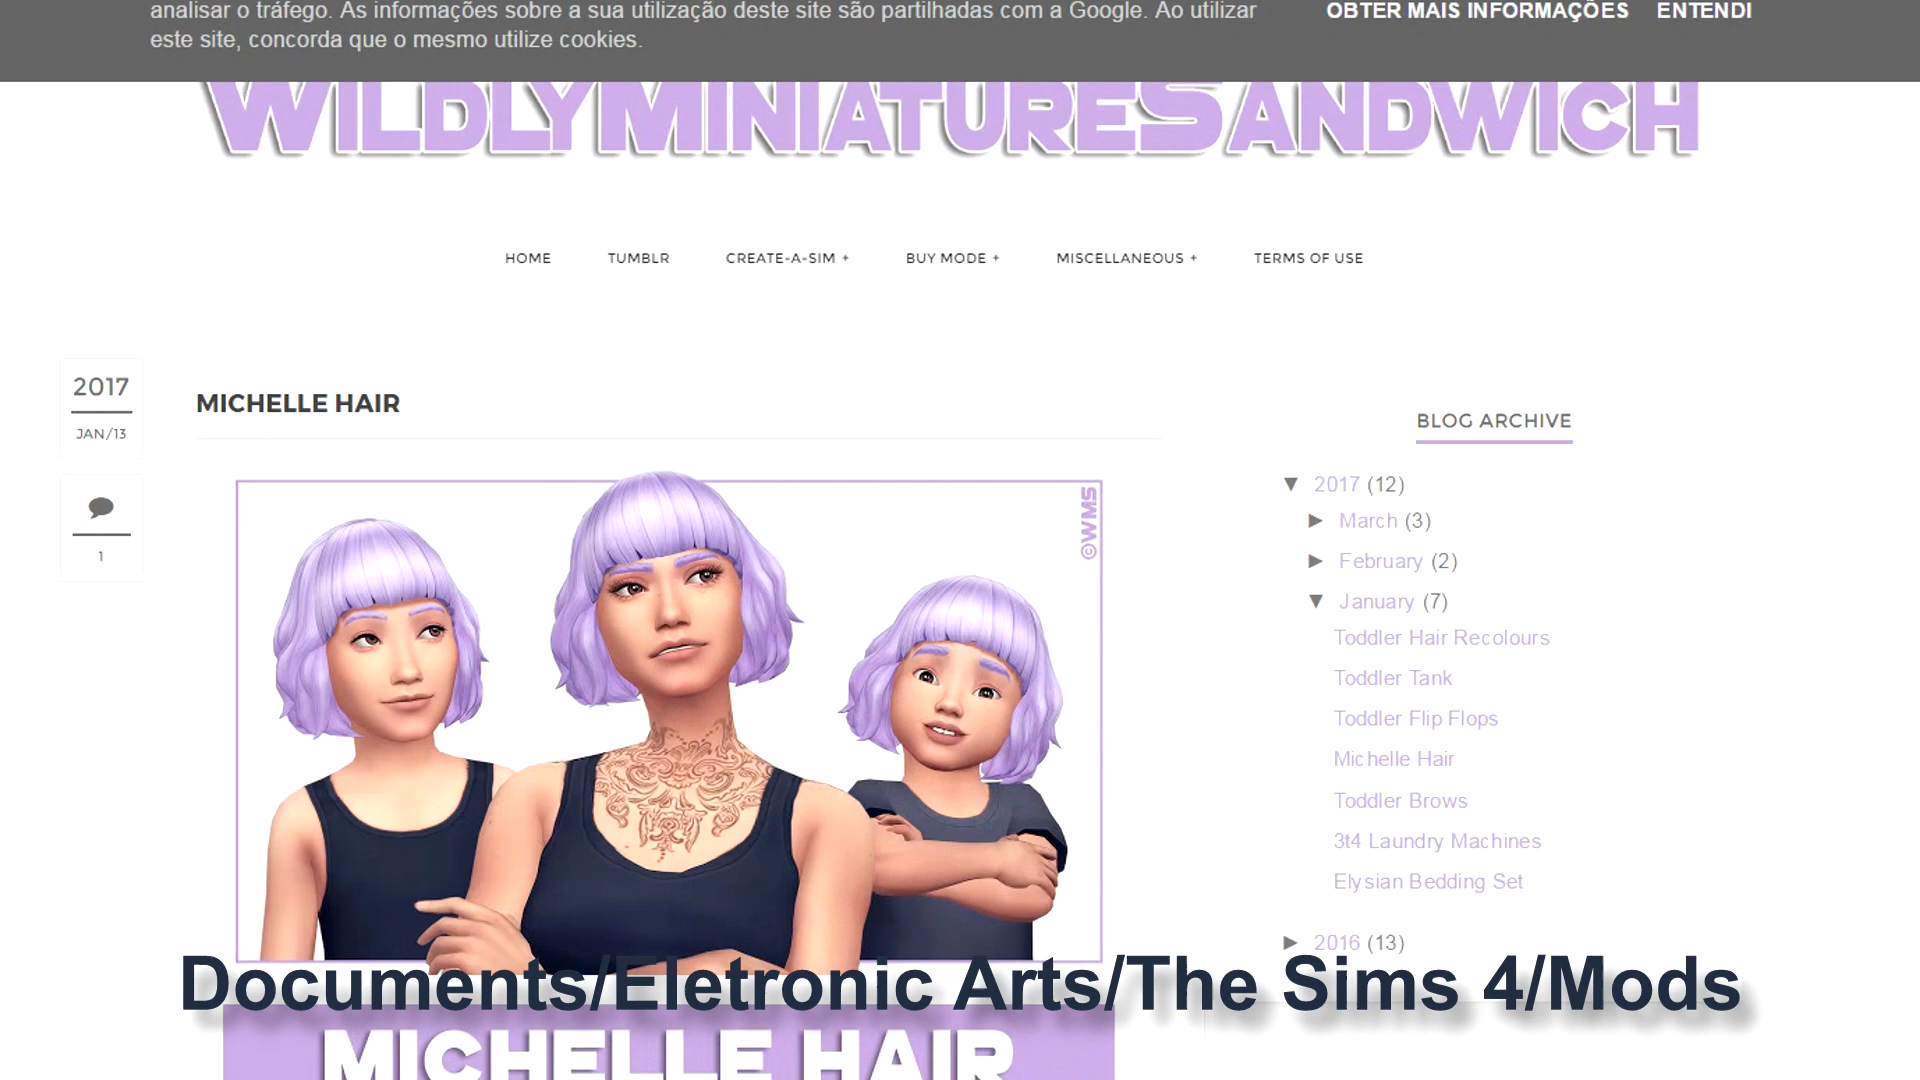 analisar o tráfego. As informações sobre a sua utilização deste site são partilhadas com a Google. Ao utilizar
este site, concorda que o mesmo utilize cookies.
OBTER MAIS INFORMAÇÕES ENTENDI
WILDLYMINIATURESANDWICH
HOME TUMBLR CREATE-A-SIM + BUY MODE + MISCELLANEOUS + TERMS OF USE
2017
JAN/13
1
MICHELLE HAIR
©WMS
BLOG ARCHIVE
▼ 2017 (12)
► March (3)
► February (2)
▼ January (7)
Toddler Hair Recolours
Toddler Tank
Toddler Flip Flops
Michelle Hair
Toddler Brows
3t4 Laundry Machines
Elysian Bedding Set
► 2016 (13)
Documents/Eletronic Arts/The Sims 4/Mods
MICHELLE HAIR